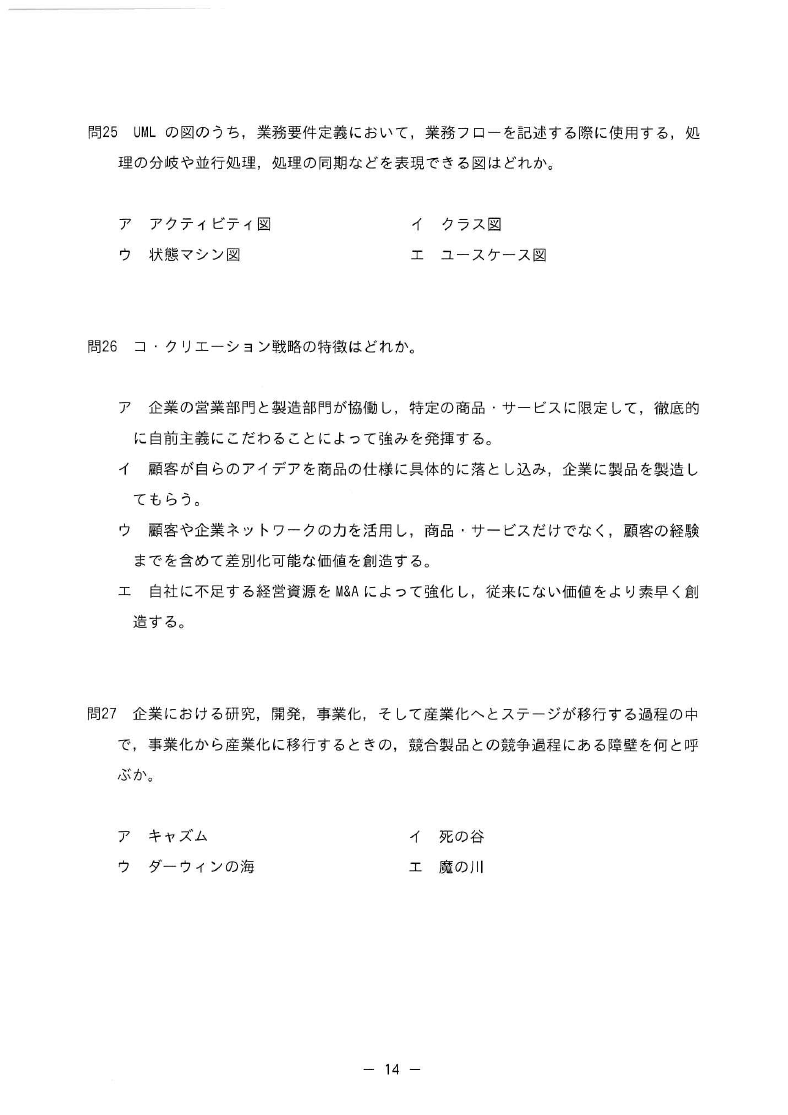 問25 UML の図のうち，業務要件定義において，業務フローを記述する際に使用する，処
理の分岐や並行処理，処理の同期などを表現できる図はどれか。
ア アクティビティ図 イ クラス図
ウ 状態マシン図 エ ユースケース図
問26 コ・クリエーション戦略の特徴はどれか。
ア 企業の営業部門と製造部門が協働し，特定の商品・サービスに限定して，徹底的
に自前主義にこだわることによって強みを発揮する。
イ 顧客が自らのアイデアを商品の仕様に具体的に落とし込み，企業に製品を製造し
てもらう。
ウ 顧客や企業ネットワークの力を活用し，商品・サービスだけでなく，顧客の経験
までを含めて差別化可能な価値を創造する。
エ 自社に不足する経営資源を M&A によって強化し，従来にない価値をより素早く創
造する。
問27 企業における研究，開発，事業化，そして産業化へとステージが移行する過程の中
で，事業化から産業化に移行するときの，競合製品との競争過程にある障壁を何と呼
ぶか。
ア キャズム イ 死の谷
ウ ダーウィンの海 エ 魔の川
－ 14 －